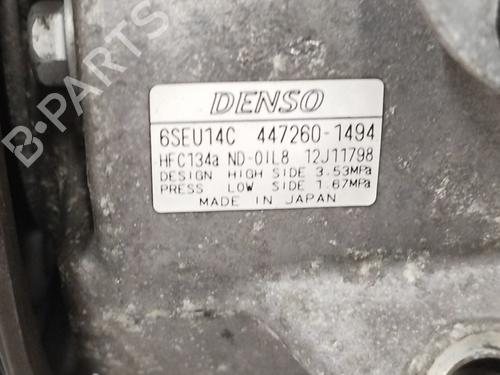 B-PARTS
DENSO
6SEU14C 447260-1494
HFC134a ND-OIL8 12J11798
DESIGN HIGH SIDE 3.53MPa
PRESS LOW SIDE 1.67MPa
MADE IN JAPAN